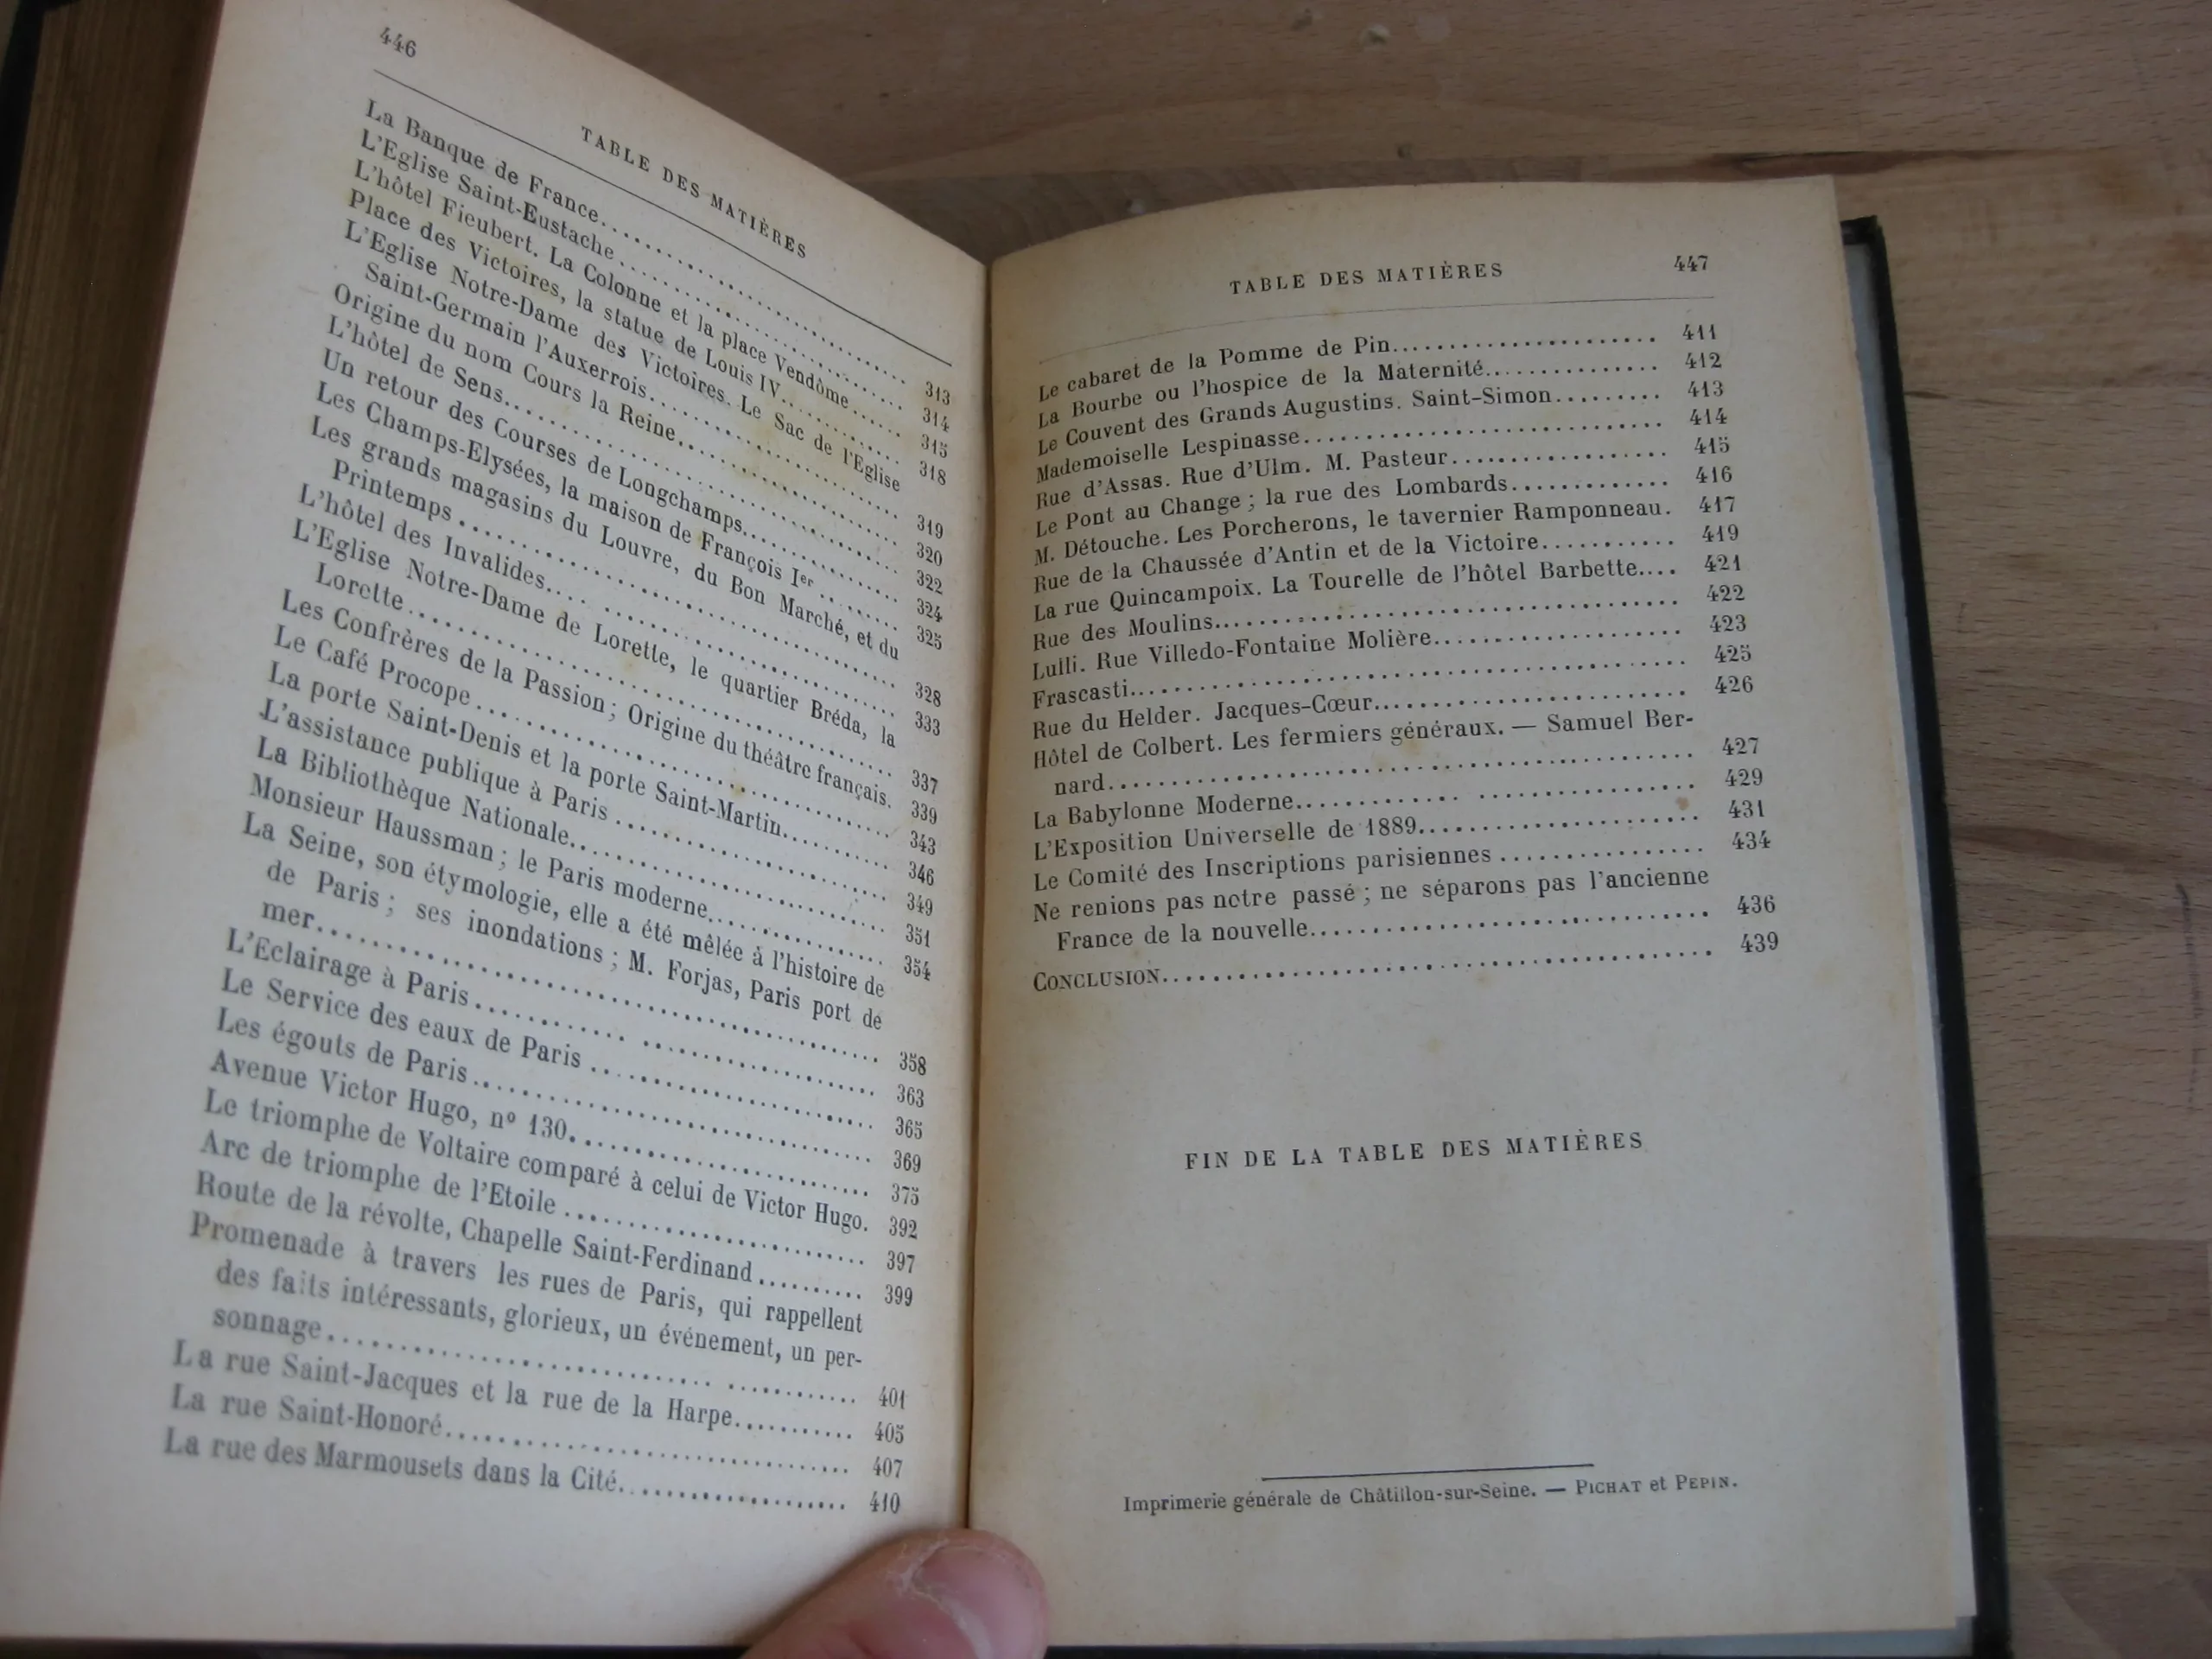 446
TABLE DES MATIÈRES
La Banque de France........ 313
L'Eglise Saint-Eustache........ 314
L'hôtel Fieubert. La Colonne et la place Vendôme....... 315
Place des Victoires, la statue de Louis IV........ 318
L'Eglise Notre-Dame des Victoires. Le Sac de l'Eglise
Saint-Germain l'Auxerrois........ 319
Origine du nom Cours la Reine........ 320
L'hôtel de Sens........ 322
Un retour des Courses de Longchamps........ 324
Les Champs-Elysées, la maison de François Ier........ 325
Les grands magasins du Louvre, du Bon Marché, et du
Printemps........ 328
L'hôtel des Invalides........ 333
L'Eglise Notre-Dame de Lorette, le quartier Bréda, la
Lorette........ 337
Les Confrères de la Passion; Origine du théâtre français. 339
Le Café Procope........ 343
La porte Saint-Denis et la porte Saint-Martin........ 346
L'assistance publique à Paris........ 349
La Bibliothèque Nationale........ 351
Monsieur Haussman; le Paris moderne........ 354
La Seine, son étymologie, elle a été mêlée à l'histoire de
de Paris; ses inondations; M. Forjas, Paris port de
mer........ 358
L'Eclairage à Paris........ 363
Le Service des eaux de Paris........ 365
Les égouts de Paris........ 369
Avenue Victor Hugo, nº 130........ 375
Le triomphe de Voltaire comparé à celui de Victor Hugo. 392
Arc de triomphe de l'Etoile........ 397
Route de la révolte, Chapelle Saint-Ferdinand........ 399
Promenade à travers les rues de Paris, qui rappellent
des faits intéressants, glorieux, un événement, un per-
sonnage........ 401
La rue Saint-Jacques et la rue de la Harpe........ 405
La rue Saint-Honoré........ 407
La rue des Marmousets dans la Cité........ 410
TABLE DES MATIÈRES 447
Le cabaret de la Pomme de Pin........ 411
La Bourbe ou l'hospice de la Maternité........ 412
Le Couvent des Grands Augustins. Saint-Simon........ 413
Mademoiselle Lespinasse........ 414
Rue d'Assas. Rue d'Ulm. M. Pasteur........ 415
Le Pont au Change; la rue des Lombards........ 416
M. Détouche. Les Porcherons, le tavernier Ramponneau. 417
Rue de la Chaussée d'Antin et de la Victoire........ 419
La rue Quincampoix. La Tourelle de l'hôtel Barbette.... 421
Rue des Moulins........ 422
Lulli. Rue Villedo-Fontaine Molière........ 423
Frascasti........ 425
Rue du Helder. Jacques-Cœur........ 426
Hôtel de Colbert. Les fermiers généraux. — Samuel Ber-
nard........ 427
La Babylonne Moderne........ 429
L'Exposition Universelle de 1889........ 431
Le Comité des Inscriptions parisiennes........ 434
Ne renions pas notre passé; ne séparons pas l'ancienne
France de la nouvelle........ 436
CONCLUSION........ 439
FIN DE LA TABLE DES MATIÈRES
Imprimerie générale de Châtillon-sur-Seine. — PICHAT et PEPIN.